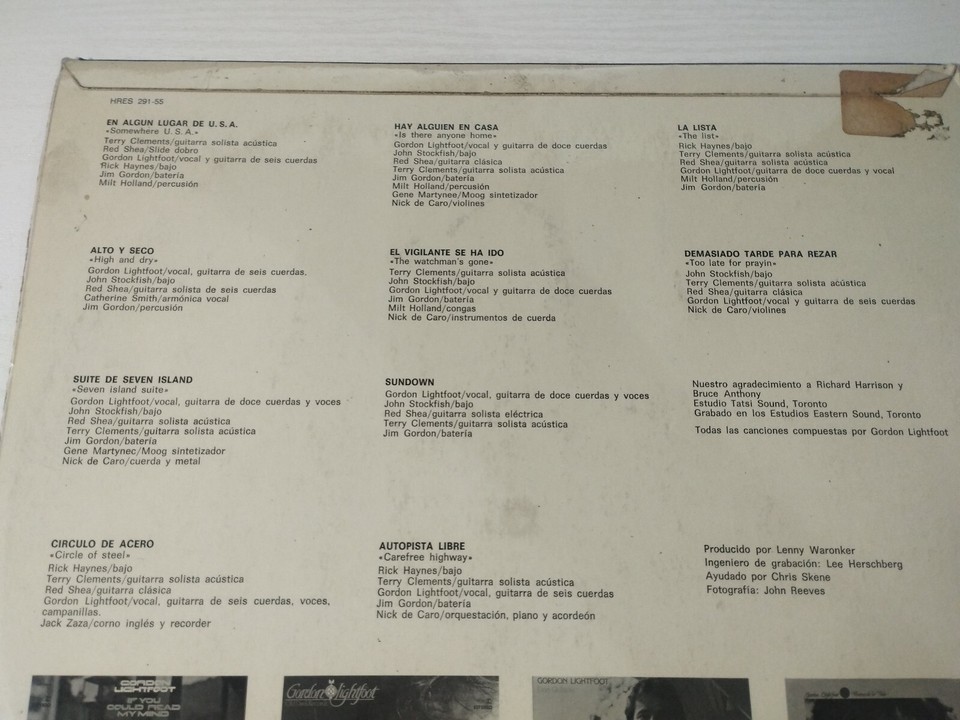 HRES 291-55
EN ALGUN LUGAR DE U.S.A.
«Somewhere U.S.A.»
Terry Clements/guitarra solista acústica
Red Shea/Slide dobro
Gordon Lightfoot/vocal y guitarra de seis cuerdas
Rick Haynes/bajo
Jim Gordon/batería
Milt Holland/percusión
HAY ALGUIEN EN CASA
«Is there anyone home»
Gordon Lightfoot/vocal y guitarra de doce cuerdas
John Stockfish/bajo
Red Shea/guitarra clásica
Terry Clements/guitarra solista acústica
Jim Gordon/batería
Milt Holland/percusión
Gene Martynee/Moog sintetizador
Nick de Caro/violines
LA LISTA
«The list»
Rick Haynes/bajo
Terry Clements/guitarra solista acústica
Red Shea/guitarra solista acústica
Gordon Lightfoot/guitarra de doce cuerdas y vocal
Milt Holland/percusión
Jim Gordon/batería
ALTO Y SECO
«High and dry»
Gordon Lightfoot/vocal, guitarra de seis cuerdas.
John Stockfish/bajo
Red Shea/guitarra solista de seis cuerdas
Catherine Smith/armónica vocal
Jim Gordon/percusión
EL VIGILANTE SE HA IDO
«The watchman's gone»
Terry Clements/guitarra solista acústica
John Stockfish/bajo
Gordon Lightfoot/vocal y guitarra de doce cuerdas
Jim Gordon/batería
Milt Holland/congas
Nick de Caro/instrumentos de cuerda
DEMASIADO TARDE PARA REZAR
«Too late for prayin»
John Stockfish/bajo
Terry Clements/guitarra solista acústica
Red Shea/guitarra clásica
Gordon Lightfoot/vocal y guitarra de seis cuerdas
Nick de Caro/violines
SUITE DE SEVEN ISLAND
«Seven island suite»
Gordon Lightfoot/vocal, guitarra de doce cuerdas y voces
John Stockfish/bajo
Red Shea/guitarra solista acústica
Terry Clements/guitarra solista acústica
Jim Gordon/batería
Gene Martynec/Moog sintetizador
Nick de Caro/cuerda y metal
SUNDOWN
Gordon Lightfoot/vocal, guitarra de doce cuerdas y voces
John Stockfish/bajo
Red Shea/guitarra solista eléctrica
Terry Clements/guitarra solista acústica
Jim Gordon/batería
Nuestro agradecimiento a Richard Harrison y
Bruce Anthony
Estudio Tatsi Sound, Toronto
Grabado en los Estudios Eastern Sound, Toronto
Todas las canciones compuestas por Gordon Lightfoot
CIRCULO DE ACERO
«Circle of steel»
Rick Haynes/bajo
Terry Clements/guitarra solista acústica
Red Shea/guitarra clásica
Gordon Lightfoot/vocal, guitarra de seis cuerdas, voces,
campanillas.
Jack Zaza/corno inglés y recorder
AUTOPISTA LIBRE
«Carefree highway»
Rick Haynes/bajo
Terry Clements/guitarra solista acústica
Gordon Lightfoot/vocal y guitarra de seis cuerdas
Jim Gordon/batería
Nick de Caro/orquestación, piano y acordeón
Producido por Lenny Waronker
Ingeniero de grabación: Lee Herschberg
Ayudado por Chris Skene
Fotografía: John Reeves
GORDON
LIGHTFOOT
IF YOU
COULD READ
MY MIND
Gordon Lightfoot
GORDON LIGHTFOOT